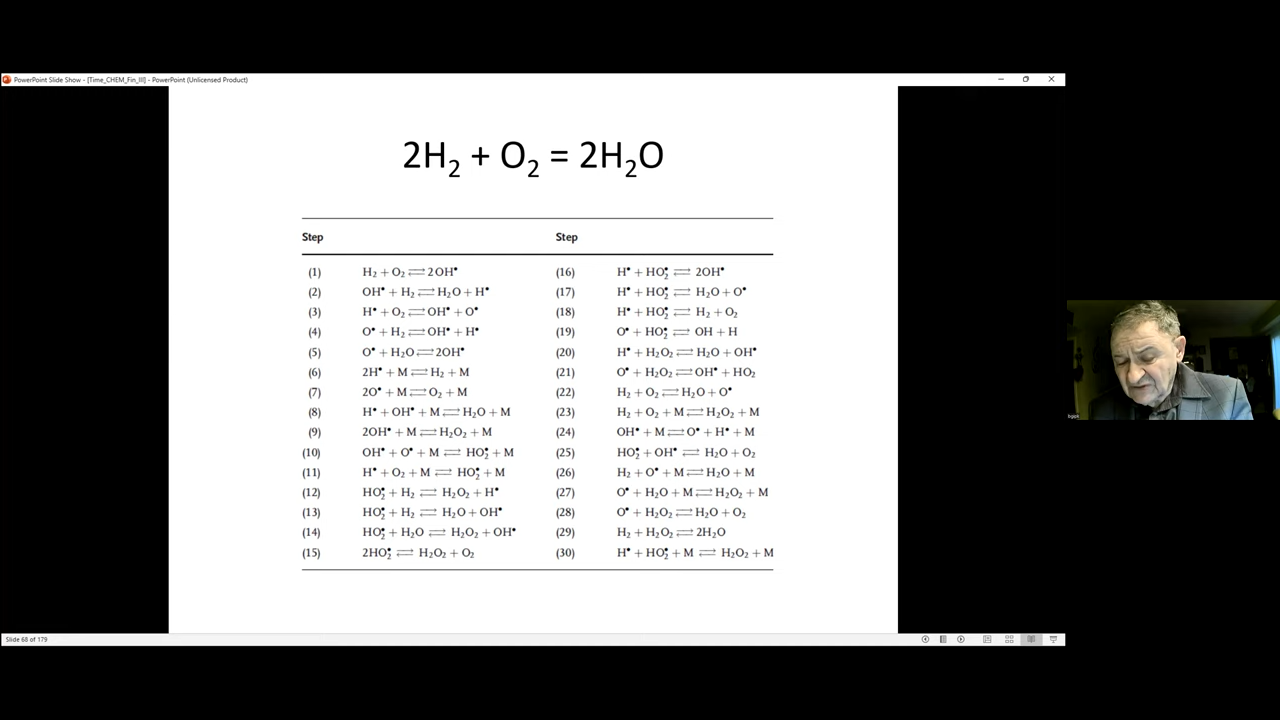 PowerPoint Slide Show - [Time_CHEM_Fin_III] - PowerPoint (Unlicensed Product)
2H₂ + O₂ = 2H₂O
Step Step
(1) H₂ + O₂ ⇌ 2OH• (16) H• + HO₂• ⇌ 2OH•
(2) OH• + H₂ ⇌ H₂O + H• (17) H• + HO₂• ⇌ H₂O + O•
(3) H• + O₂ ⇌ OH• + O• (18) H• + HO₂• ⇌ H₂ + O₂
(4) O• + H₂ ⇌ OH• + H• (19) O• + HO₂• ⇌ OH + H
(5) O• + H₂O ⇌ 2OH• (20) H• + H₂O₂ ⇌ H₂O + OH•
(6) 2H• + M ⇌ H₂ + M (21) O• + H₂O₂ ⇌ OH• + HO₂
(7) 2O• + M ⇌ O₂ + M (22) H₂ + O₂ ⇌ H₂O + O•
(8) H• + OH• + M ⇌ H₂O + M (23) H₂ + O₂ + M ⇌ H₂O₂ + M
(9) 2OH• + M ⇌ H₂O₂ + M (24) OH• + M ⇌ O• + H• + M
(10) OH• + O• + M ⇌ HO₂• + M (25) HO₂• + OH• ⇌ H₂O + O₂
(11) H• + O₂ + M ⇌ HO₂• + M (26) H₂ + O• + M ⇌ H₂O + M
(12) HO₂• + H₂ ⇌ H₂O₂ + H• (27) O• + H₂O + M ⇌ H₂O₂ + M
(13) HO₂• + H₂ ⇌ H₂O + OH• (28) O• + H₂O₂ ⇌ H₂O + O₂
(14) HO₂• + H₂O ⇌ H₂O₂ + OH• (29) H₂ + H₂O₂ ⇌ 2H₂O
(15) 2HO₂• ⇌ H₂O₂ + O₂ (30) H• + HO₂• + M ⇌ H₂O₂ + M
Slide 68 of 179